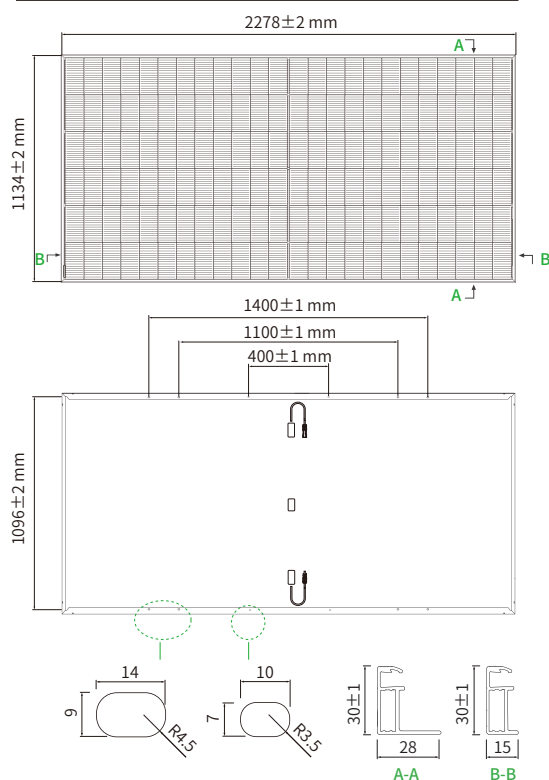 2278±2 mm
A
1134±2 mm
B
B
A
1400±1 mm
1100±1 mm
400±1 mm
1096±2 mm
14
9
R4.5
10
7
R3.5
30±1
28
A-A
30±1
15
B-B